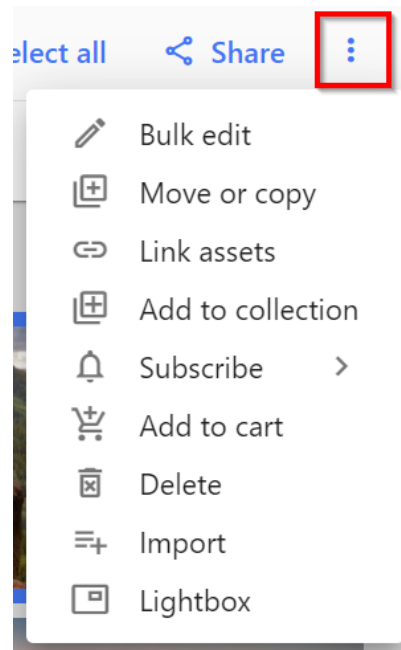 elect all Share
Bulk edit
Move or copy
Link assets
Add to collection
Subscribe
Add to cart
Delete
Import
Lightbox